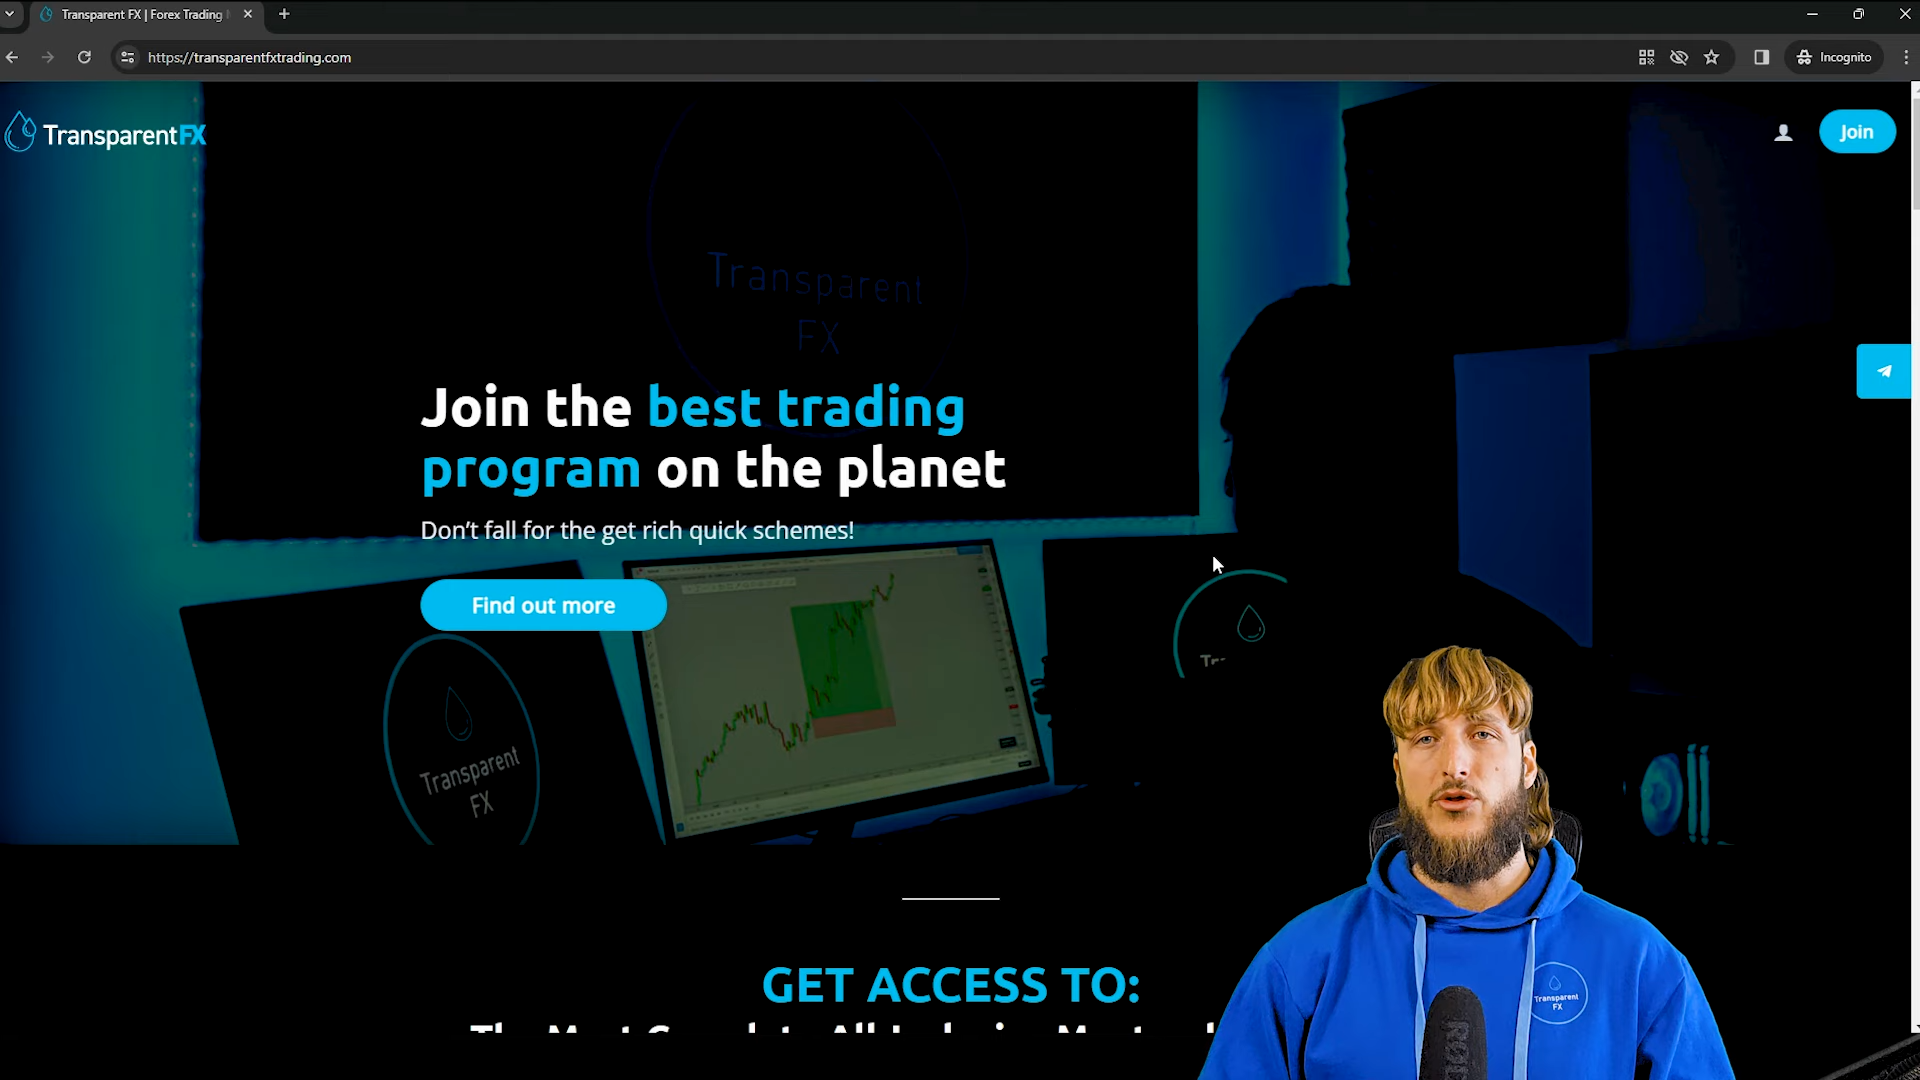 Transparent FX | Forex Trading
https://transparentfxtrading.com
Incognito
TransparentFX
Join
Transparent
FX
Join the best trading
program on the planet
Don't fall for the get rich quick schemes!
Find out more
Transparent
FX
GET ACCESS TO:
Transparent
FX